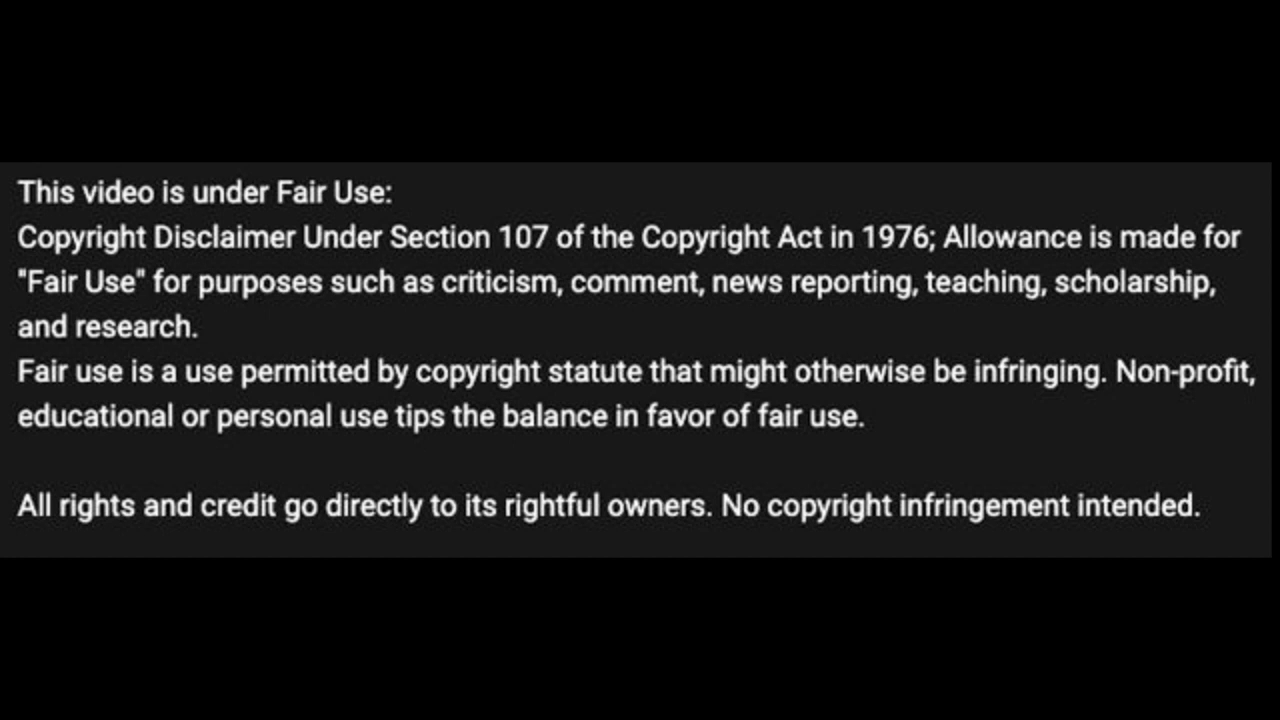 This video is under Fair Use:
Copyright Disclaimer Under Section 107 of the Copyright Act in 1976; Allowance is made for
"Fair Use" for purposes such as criticism, comment, news reporting, teaching, scholarship,
and research.
Fair use is a use permitted by copyright statute that might otherwise be infringing. Non-profit,
educational or personal use tips the balance in favor of fair use.
All rights and credit go directly to its rightful owners. No copyright infringement intended.